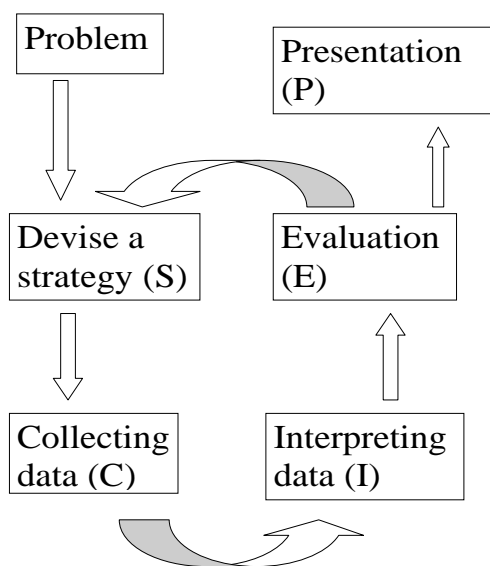 Problem
Presentation
(P)
Devise a
strategy (S)
Evaluation
(E)
Collecting
data (C)
Interpreting
data (I)